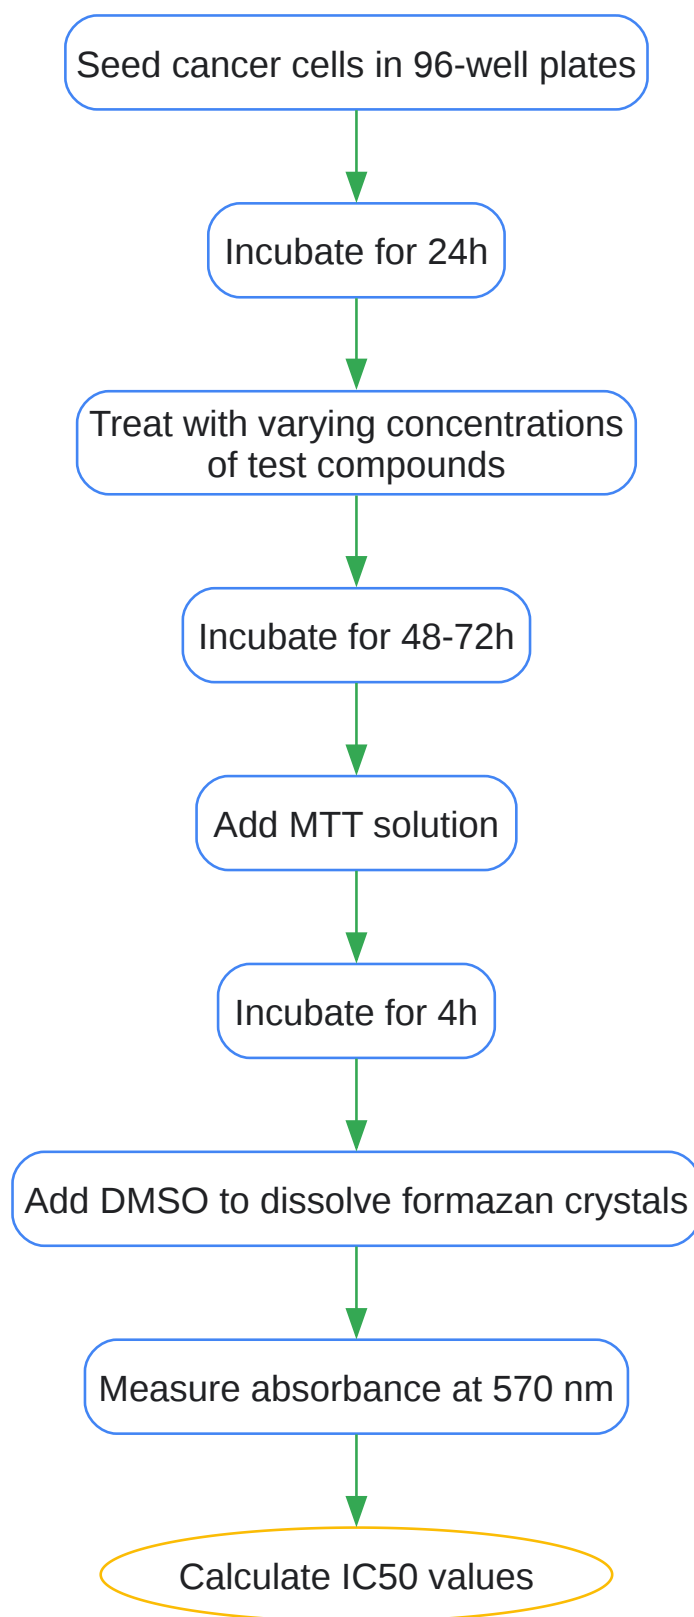 Seed cancer cells in 96-well plates
Incubate for 24h
Treat with varying concentrations
of test compounds
Incubate for 48-72h
Add MTT solution
Incubate for 4h
Add DMSO to dissolve formazan crystals
Measure absorbance at 570 nm
Calculate IC50 values